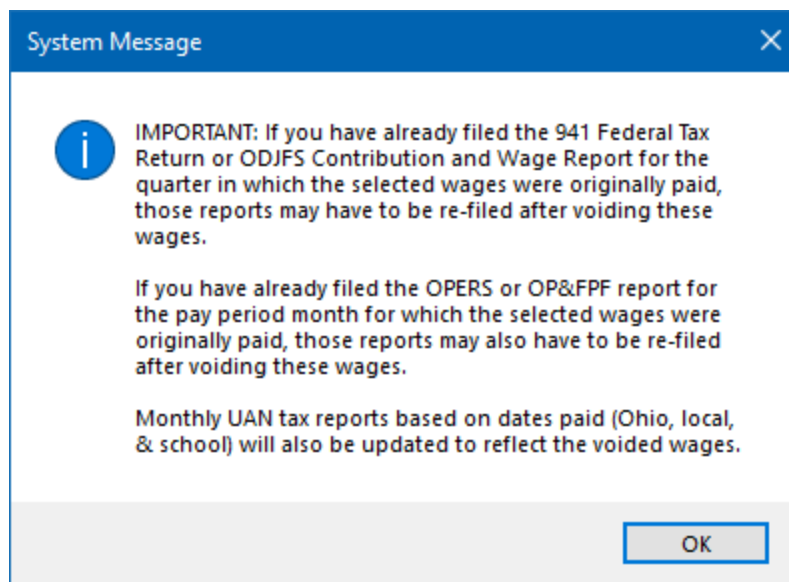 System Message
IMPORTANT: If you have already filed the 941 Federal Tax
Return or ODJFS Contribution and Wage Report for the
quarter in which the selected wages were originally paid,
those reports may have to be re-filed after voiding these
wages.
If you have already filed the OPERS or OP&FPF report for
the pay period month for which the selected wages were
originally paid, those reports may also have to be re-filed
after voiding these wages.
Monthly UAN tax reports based on dates paid (Ohio, local,
& school) will also be updated to reflect the voided wages.
OK